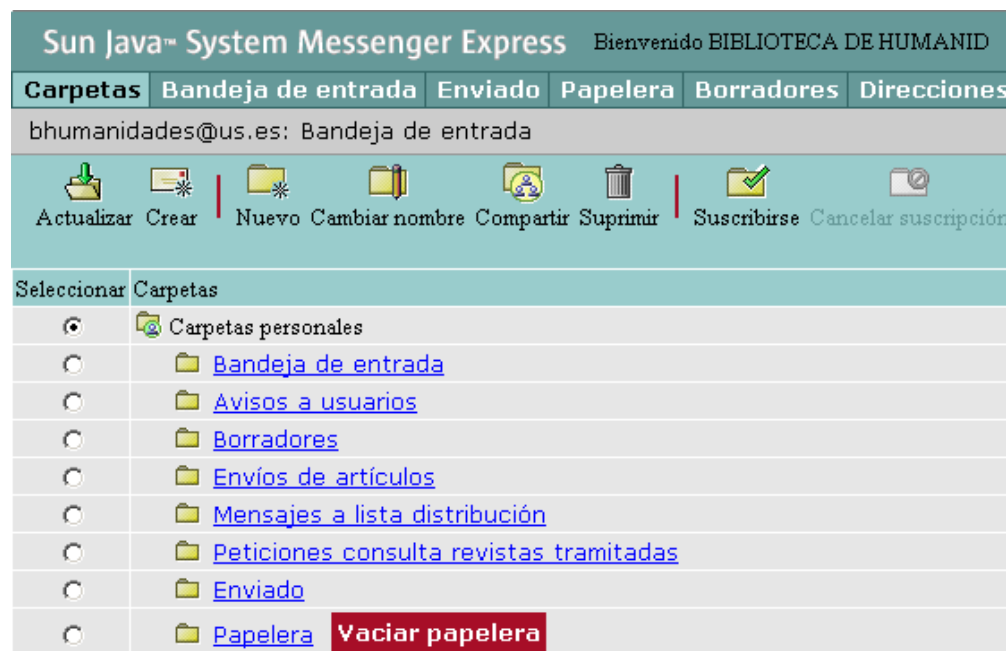 Sun Java™ System Messenger Express Bienvenido BIBLIOTECA DE HUMANID
Carpetas Bandeja de entrada Enviado Papelera Borradores Direcciones
bhumanidades@us.es: Bandeja de entrada
Actualizar Crear Nuevo Cambiar nombre Compartir Suprimir Suscribirse Cancelar suscripción
Seleccionar Carpetas
Carpetas personales
Bandeja de entrada
Avisos a usuarios
Borradores
Envíos de artículos
Mensajes a lista distribución
Peticiones consulta revistas tramitadas
Enviado
Papelera Vaciar papelera